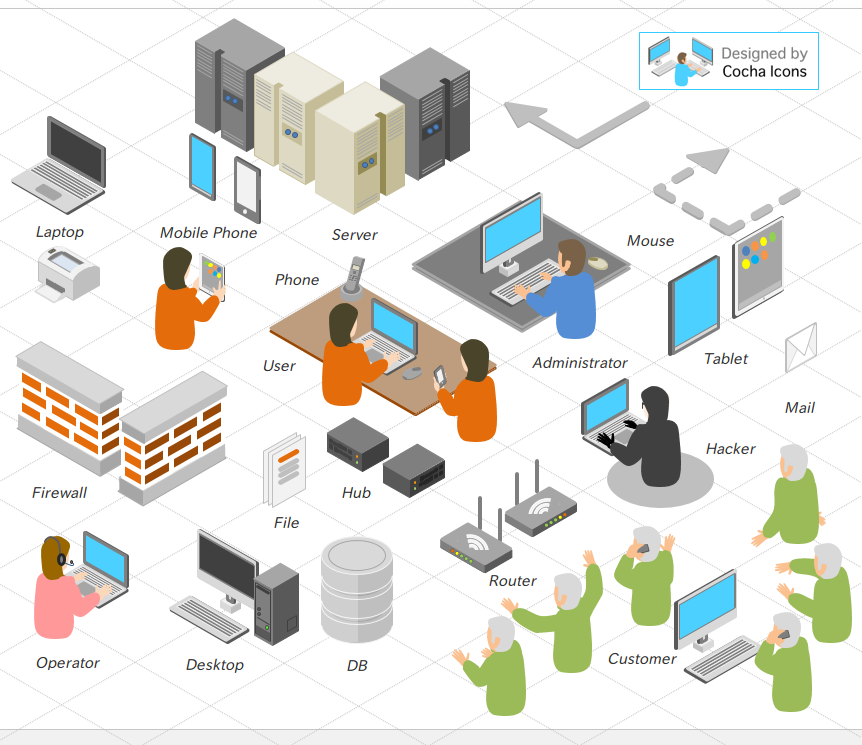 Designed by
Cocha Icons
Laptop
Mobile Phone
Server
Mouse
Phone
User
Administrator
Tablet
Mail
Hacker
Firewall
File
Hub
Router
Operator
Desktop
DB
Customer